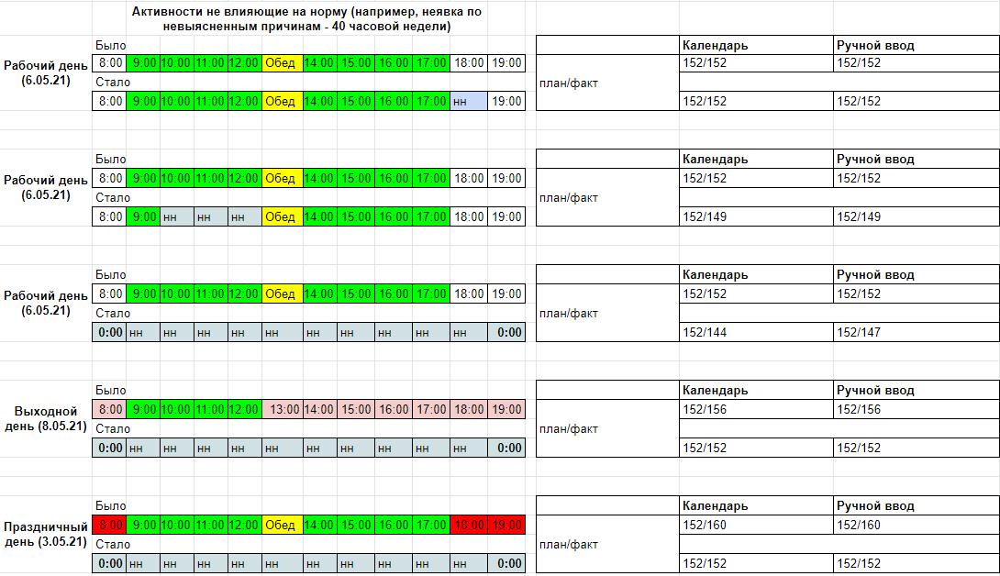 Активности не влияющие на норму (например, неявка по
невыясненным причинам - 40 часовой недели)
Было
Календарь Ручной ввод
Рабочий день
(6.05.21)
8:00 9:00 10:00 11:00 12:00 Обед 14:00 15:00 16:00 17:00 18:00 19:00
план/факт
152/152 152/152
Стало
8:00 9:00 10:00 11:00 12:00 Обед 14:00 15:00 16:00 17:00 нн 19:00
152/152 152/152
Было
Календарь Ручной ввод
Рабочий день
(6.05.21)
8:00 9:00 10:00 11:00 12:00 Обед 14:00 15:00 16:00 17:00 18:00 19:00
план/факт
152/152 152/152
Стало
8:00 9:00 нн нн нн Обед 14:00 15:00 16:00 17:00 18:00 19:00
152/149 152/149
Было
Календарь Ручной ввод
Рабочий день
(6.05.21)
8:00 9:00 10:00 11:00 12:00 Обед 14:00 15:00 16:00 17:00 18:00 19:00
план/факт
152/152 152/152
Стало
0:00 нн нн нн нн нн нн нн нн нн нн 0:00
152/144 152/147
Было
Календарь Ручной ввод
Выходной
день (8.05.21)
8:00 9:00 10:00 11:00 12:00 13:00 14:00 15:00 16:00 17:00 18:00 19:00
план/факт
152/156 152/156
Стало
0:00 нн нн нн нн нн нн нн нн нн нн 0:00
152/152 152/152
Было
Календарь Ручной ввод
Праздничный
день (3.05.21)
8:00 9:00 10:00 11:00 12:00 Обед 14:00 15:00 16:00 17:00 18:00 19:00
план/факт
152/160 152/160
Стало
0:00 нн нн нн нн нн нн нн нн нн нн 0:00
152/152 152/152